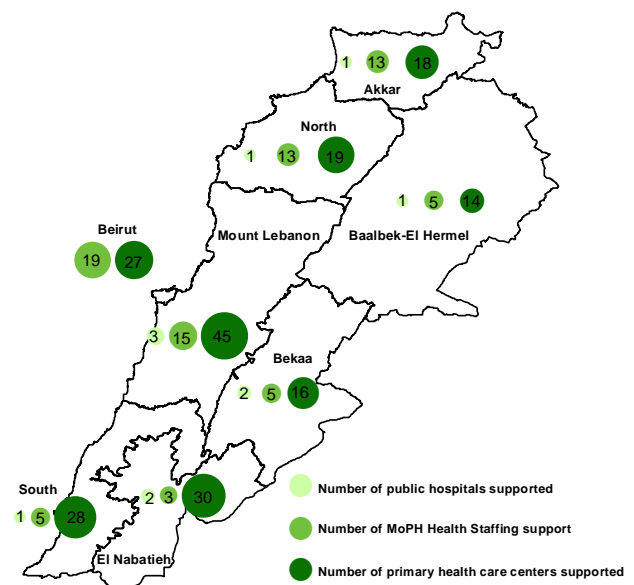 1 13 18
Akkar
North
1 13 19
1 5 14
Baalbek-El Hermel
Beirut
19 27
Mount Lebanon
3 15 45
Bekaa
2 5 16
South
1 5 28
2 3 30
El Nabatieh
Number of public hospitals supported
Number of MoPH Health Staffing support
Number of primary health care centers supported